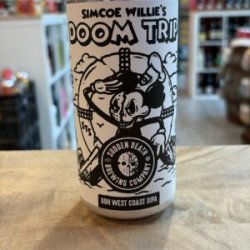 SIMCOE WILLIE'S
DOOM TRIP
SUDDEN DEATH
BREWING COMPANY
DDH WEST COAST DIPA